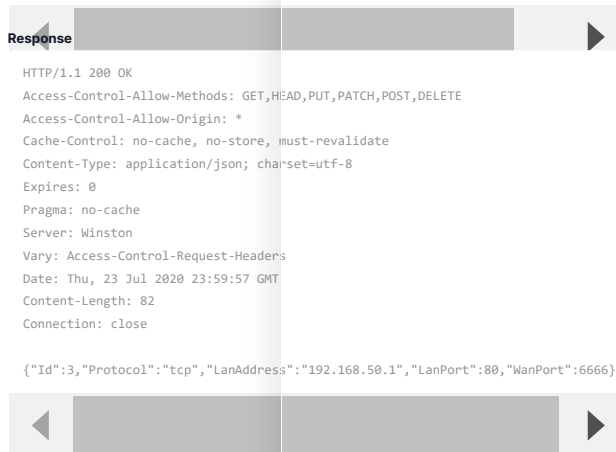 Response
HTTP/1.1 200 OK
Access-Control-Allow-Methods: GET,HEAD,PUT,PATCH,POST,DELETE
Access-Control-Allow-Origin: *
Cache-Control: no-cache, no-store, must-revalidate
Content-Type: application/json; charset=utf-8
Expires: 0
Pragma: no-cache
Server: Winston
Vary: Access-Control-Request-Headers
Date: Thu, 23 Jul 2020 23:59:57 GMT
Content-Length: 82
Connection: close
{"Id":3,"Protocol":"tcp","LanAddress":"192.168.50.1","LanPort":80,"WanPort":6666}